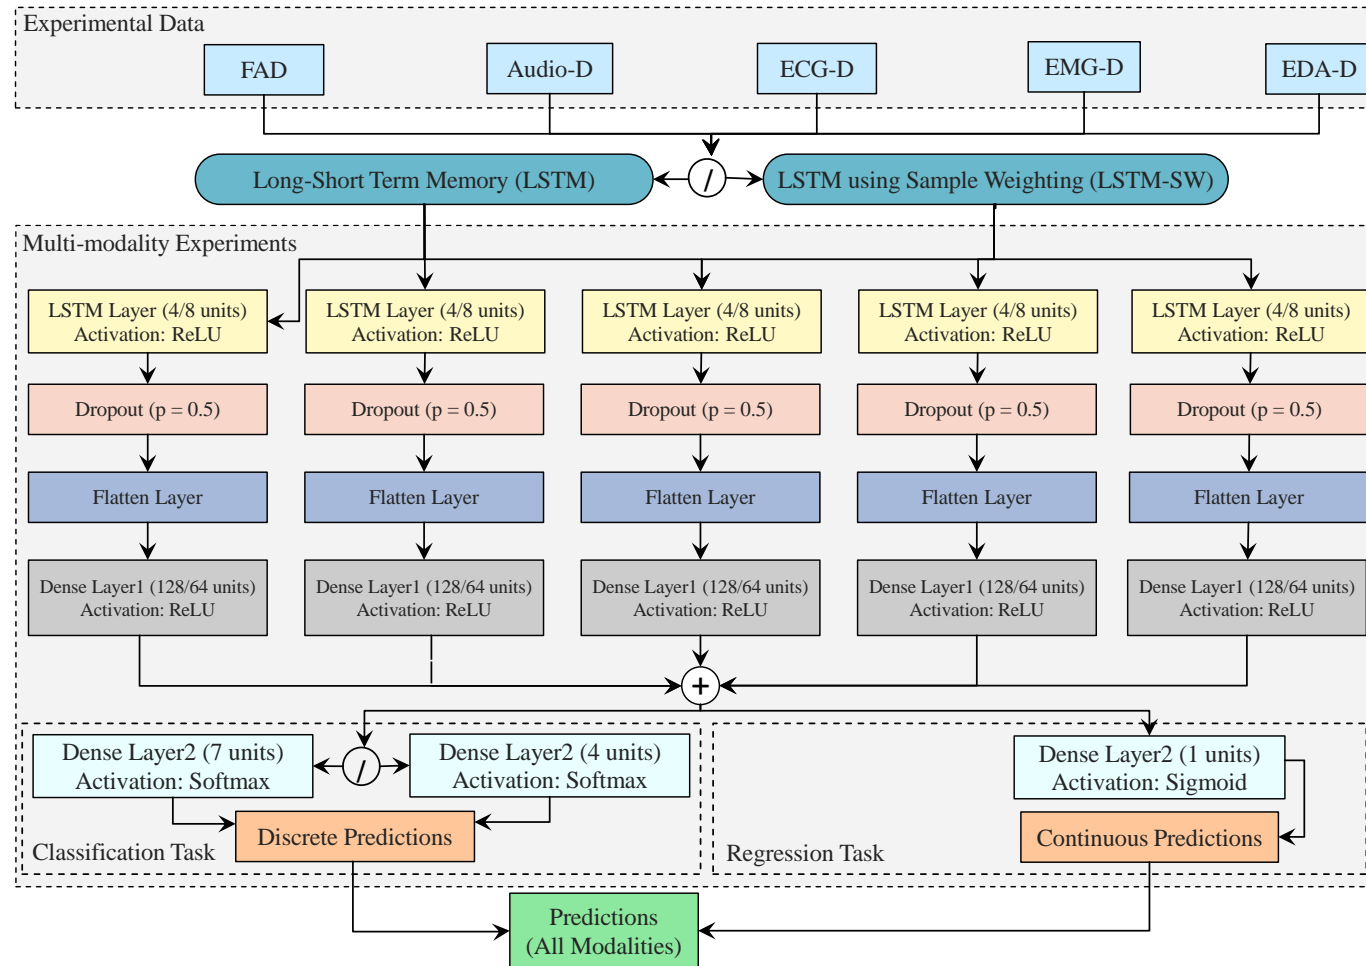 Experimental Data
FAD
Audio-D
ECG-D
EMG-D
EDA-D
Long-Short Term Memory (LSTM)
/
LSTM using Sample Weighting (LSTM-SW)
Multi-modality Experiments
LSTM Layer (4/8 units)
Activation: ReLU
LSTM Layer (4/8 units)
Activation: ReLU
LSTM Layer (4/8 units)
Activation: ReLU
LSTM Layer (4/8 units)
Activation: ReLU
LSTM Layer (4/8 units)
Activation: ReLU
Dropout (p = 0.5)
Dropout (p = 0.5)
Dropout (p = 0.5)
Dropout (p = 0.5)
Dropout (p = 0.5)
Flatten Layer
Flatten Layer
Flatten Layer
Flatten Layer
Flatten Layer
Dense Layer1 (128/64 units)
Activation: ReLU
Dense Layer1 (128/64 units)
Activation: ReLU
Dense Layer1 (128/64 units)
Activation: ReLU
Dense Layer1 (128/64 units)
Activation: ReLU
Dense Layer1 (128/64 units)
Activation: ReLU
+
Dense Layer2 (7 units)
Activation: Softmax
/
Dense Layer2 (4 units)
Activation: Softmax
Dense Layer2 (1 units)
Activation: Sigmoid
Discrete Predictions
Classification Task
Continuous Predictions
Regression Task
Predictions
(All Modalities)